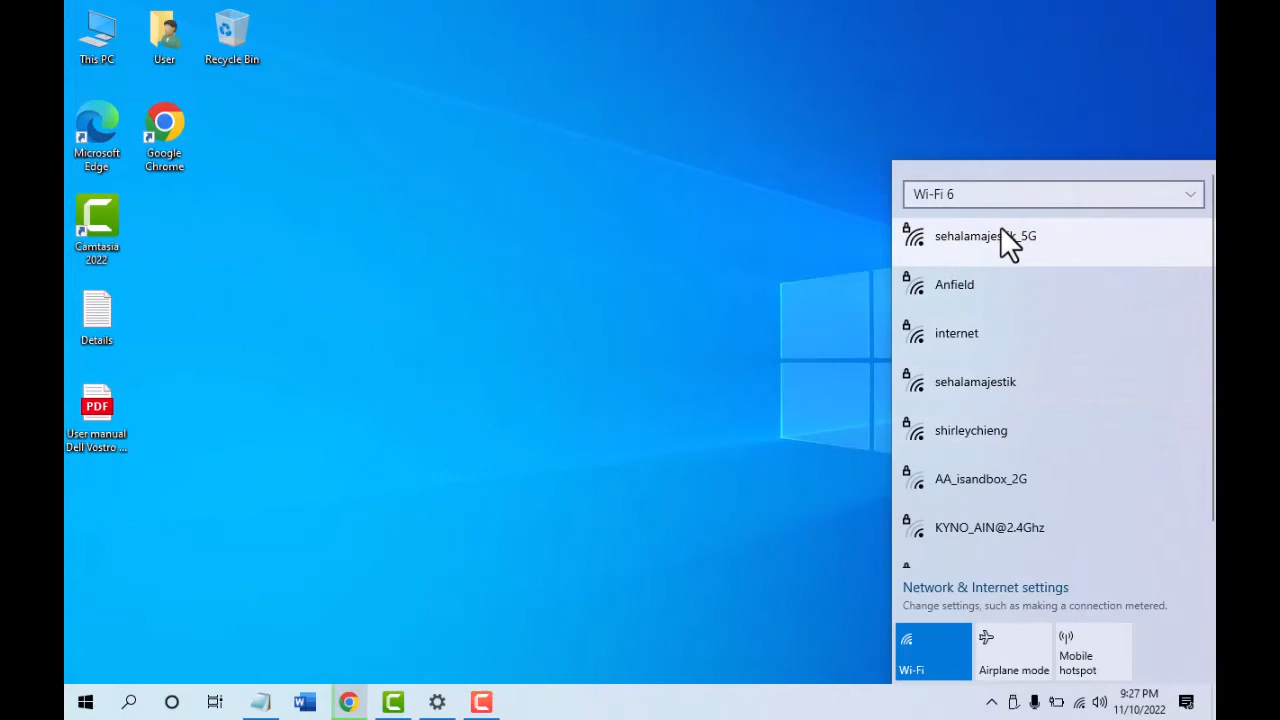 This PC
User
Recycle Bin
Microsoft
Edge
Google
Chrome
Camtasia
2022
Details
PDF
User manual
Dell Vostro ...
Wi-Fi 6
sehalamajestik_5G
Anfield
internet
sehalamajestik
shirleychieng
AA_isandbox_2G
KYNO_AIN@2.4Ghz
Network & Internet settings
Change settings, such as making a connection metered.
Wi-Fi
Airplane mode
Mobile
hotspot
9:27 PM
11/10/2022